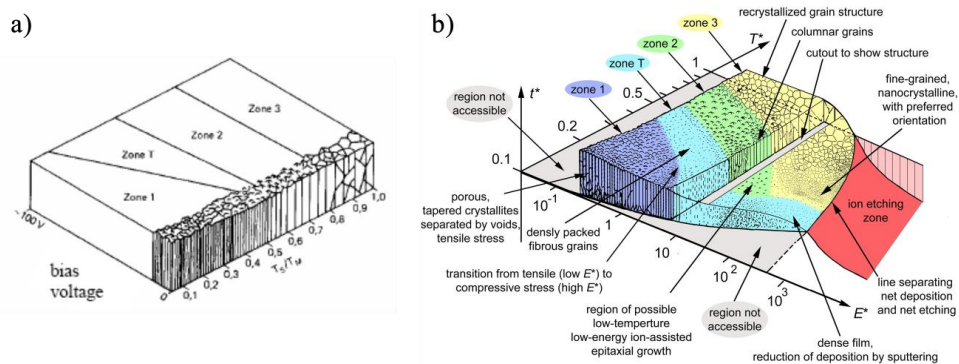 a)
Zone 3
Zone 2
Zone T
Zone 1
-100 V
bias
voltage
0
0,1
0,2
0,3
0,4
0,5
0,6
0,7
0,8
0,9
1,0
TS/TM
b)
recrystallized grain structure
columnar grains
cutout to show structure
fine-grained,
nanocrystalline,
with preferred
orientation
zone 3
zone 2
zone T
zone 1
T*
t*
region not
accessible
1
0.5
0.2
0.1
10-1
1
10
102
103
E*
porous,
tapered crystallites
separated by voids,
tensile stress
densly packed
fibrous grains
transition from tensile (low E*) to
compressive stress (high E*)
region of possible
low-temperture
low-energy ion-assisted
epitaxial growth
region not
accessible
ion etching
zone
line separating
net deposition
and net etching
dense film,
reduction of deposition by sputtering